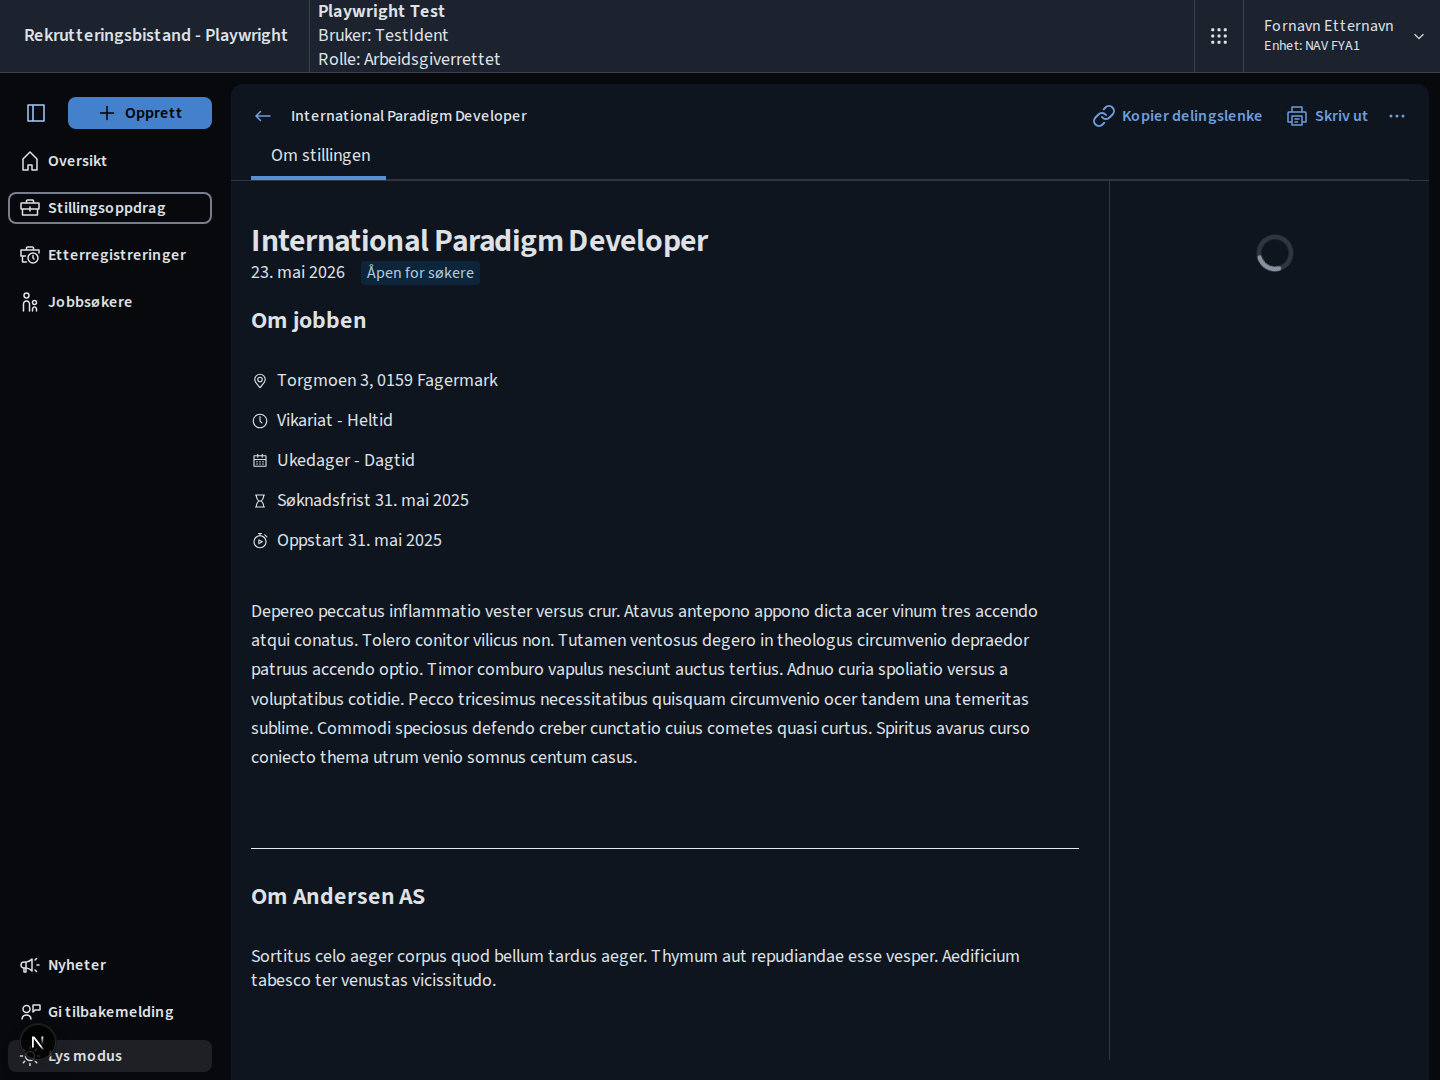 Rekrutteringsbistand - Playwright
Playwright Test
Bruker: TestIdent
Rolle: Arbeidsgiverrettet
Fornavn Etternavn
Enhet: NAV FYA1
Opprett
Oversikt
Stillingsoppdrag
Etterregistreringer
Jobbsøkere
Nyheter
Gi tilbakemelding
N
Lys modus
International Paradigm Developer
Kopier delingslenke
Skriv ut
Om stillingen
International Paradigm Developer
23. mai 2026
Åpen for søkere
Om jobben
Torgmoen 3, 0159 Fagermark
Vikariat - Heltid
Ukedager - Dagtid
Søknadsfrist 31. mai 2025
Oppstart 31. mai 2025
Depereo peccatus inflammatio vester versus crur. Atavus antepono appono dicta acer vinum tres accendo
atqui conatus. Tolero conitor vilicus non. Tutamen ventosus degero in theologus circumvenio depraedor
patruus accendo optio. Timor comburo vapulus nesciunt auctus tertius. Adnuo curia spoliatio versus a
voluptatibus cotidie. Pecco tricesimus necessitatibus quisquam circumvenio ocer tandem una temeritas
sublime. Commodi speciosus defendo creber cunctatio cuius cometes quasi curtus. Spiritus avarus curso
coniecto thema utrum venio somnus centum casus.
Om Andersen AS
Sortitus celo aeger corpus quod bellum tardus aeger. Thymum aut repudiandae esse vesper. Aedificium
tabesco ter venustas vicissitudo.